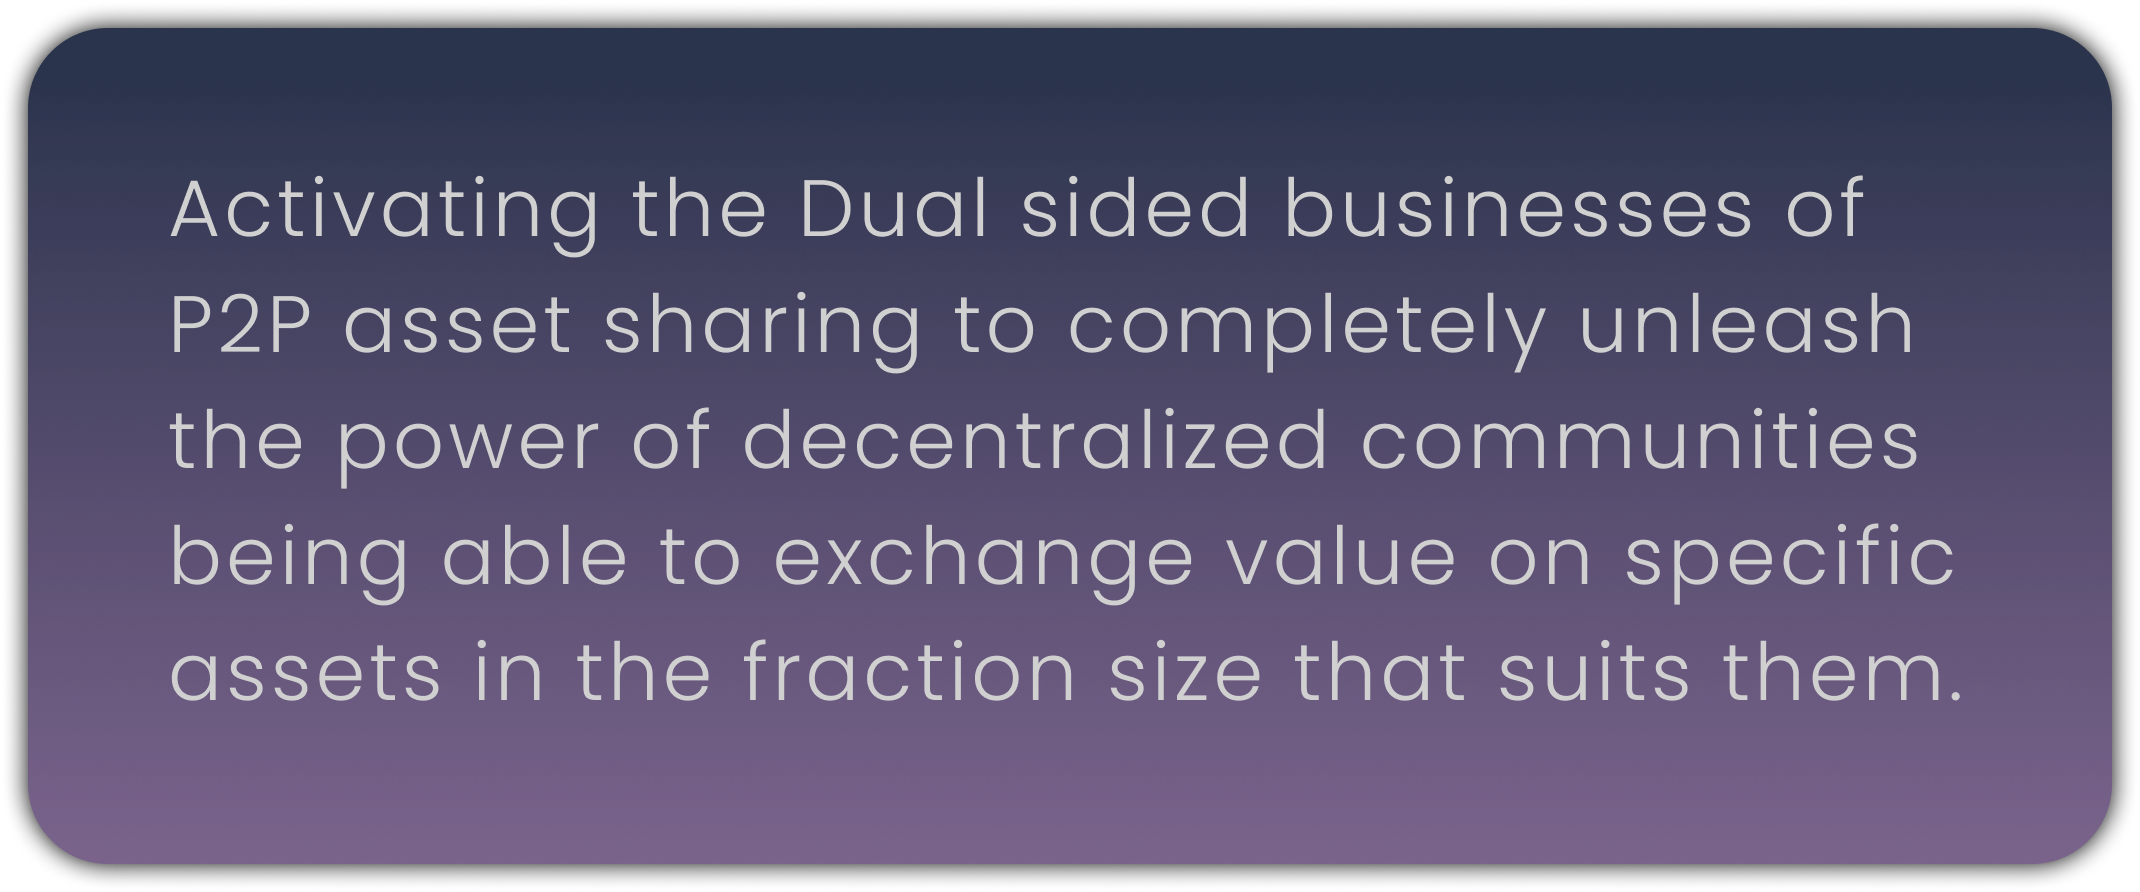 Activating the Dual sided businesses of
P2P asset sharing to completely unleash
the power of decentralized communities
being able to exchange value on specific
assets in the fraction size that suits them.